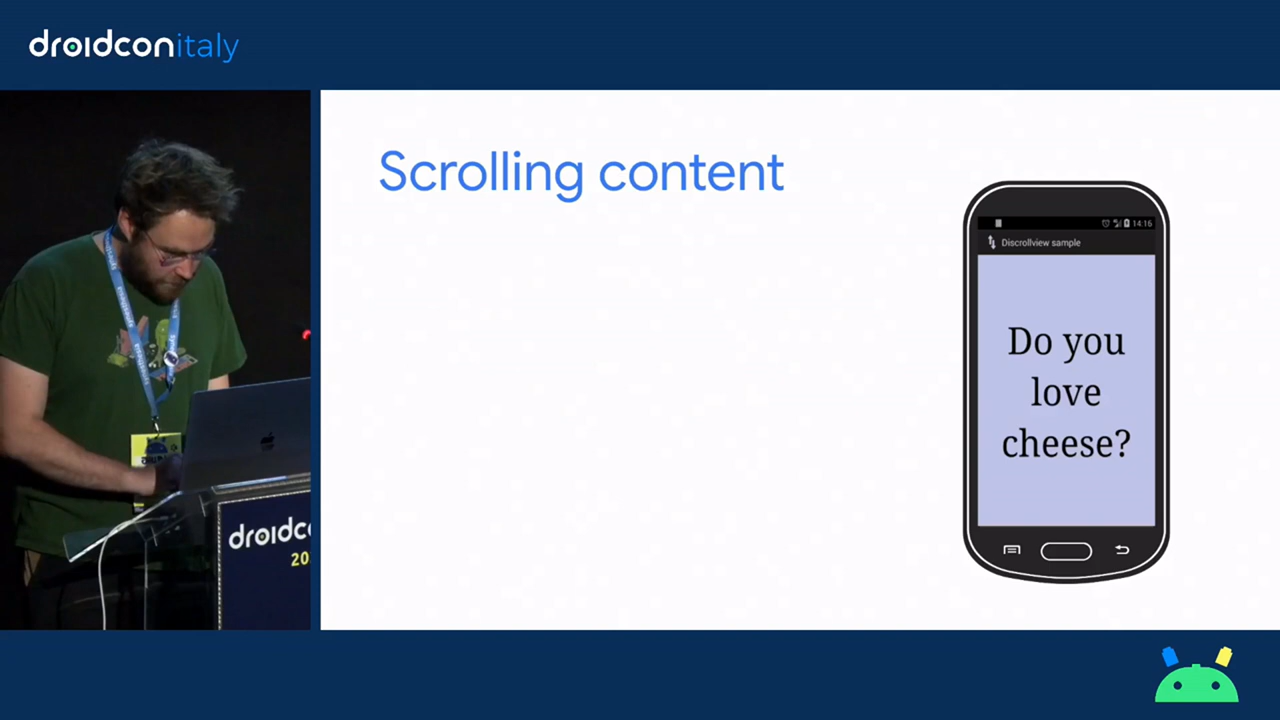 droidconitaly
Scrolling content
14:16
Discrollview sample
Do you
love
cheese?
droidc
20